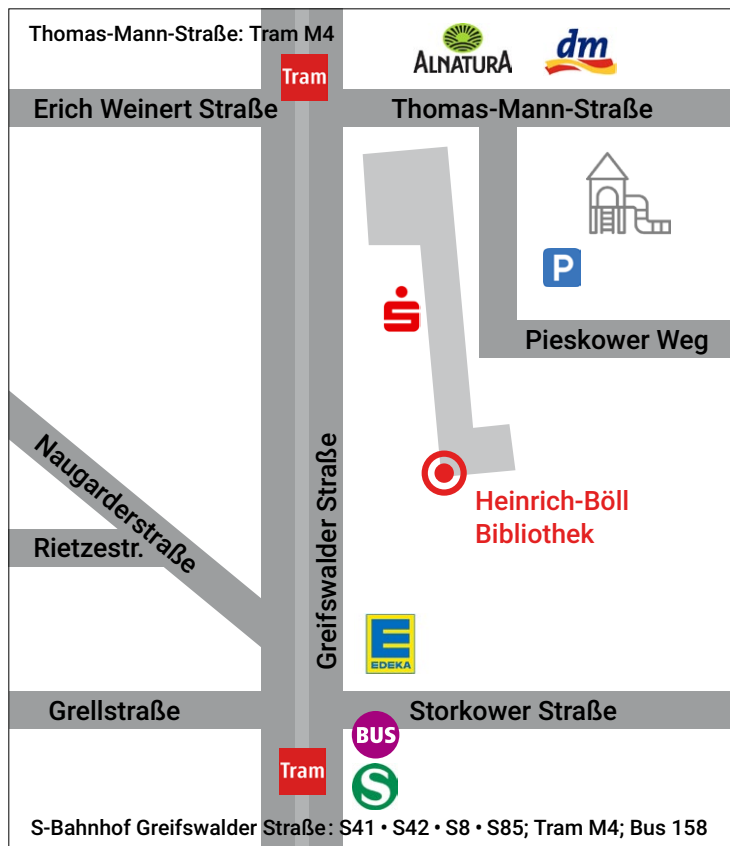 Thomas-Mann-Straße: Tram M4
Tram
ALNATURA
dm
Erich Weinert Straße
Thomas-Mann-Straße
P
Pieskower Weg
Naugarderstraße
Greifswalder Straße
Heinrich-Böll
Bibliothek
Rietzestr.
E
EDEKA
Grellstraße
Storkower Straße
BUS
Tram
S
S-Bahnhof Greifswalder Straße: S41 • S42 • S8 • S85; Tram M4; Bus 158